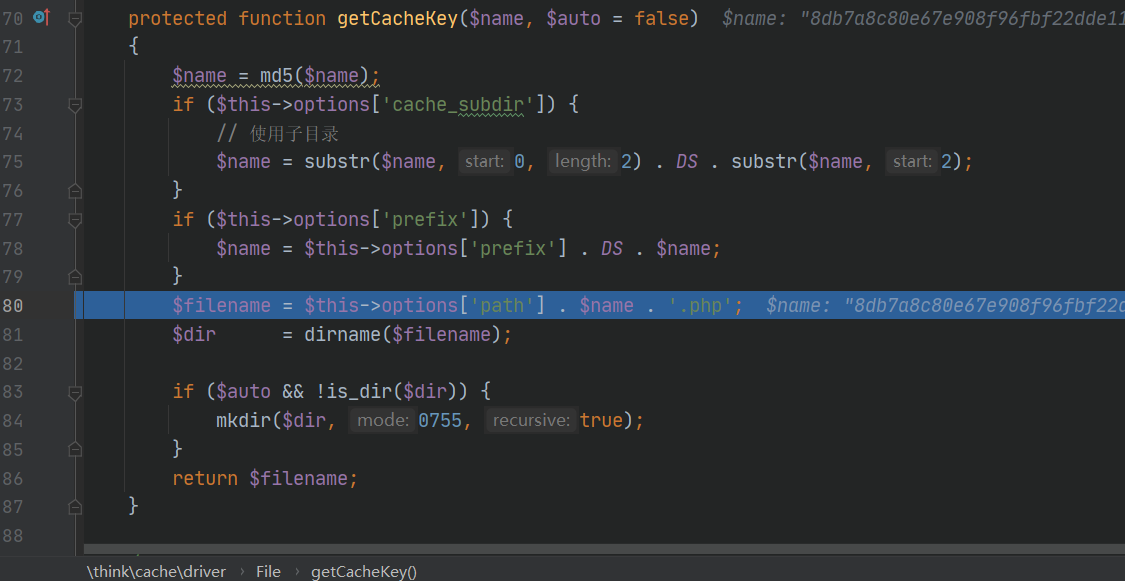 70 protected function getCacheKey($name, $auto = false) $name: "8db7a8c80e67e908f96fbf22dde11
71 {
72 $name = md5($name);
73 if ($this->options['cache_subdir']) {
74 // 使用子目录
75 $name = substr($name, start: 0, length: 2) . DS . substr($name, start: 2);
76 }
77 if ($this->options['prefix']) {
78 $name = $this->options['prefix'] . DS . $name;
79 }
80 $filename = $this->options['path'] . $name . '.php'; $name: "8db7a8c80e67e908f96fbf22d
81 $dir = dirname($filename);
82
83 if ($auto && !is_dir($dir)) {
84 mkdir($dir, mode: 0755, recursive: true);
85 }
86 return $filename;
87 }
88
\think\cache\driver › File › getCacheKey()